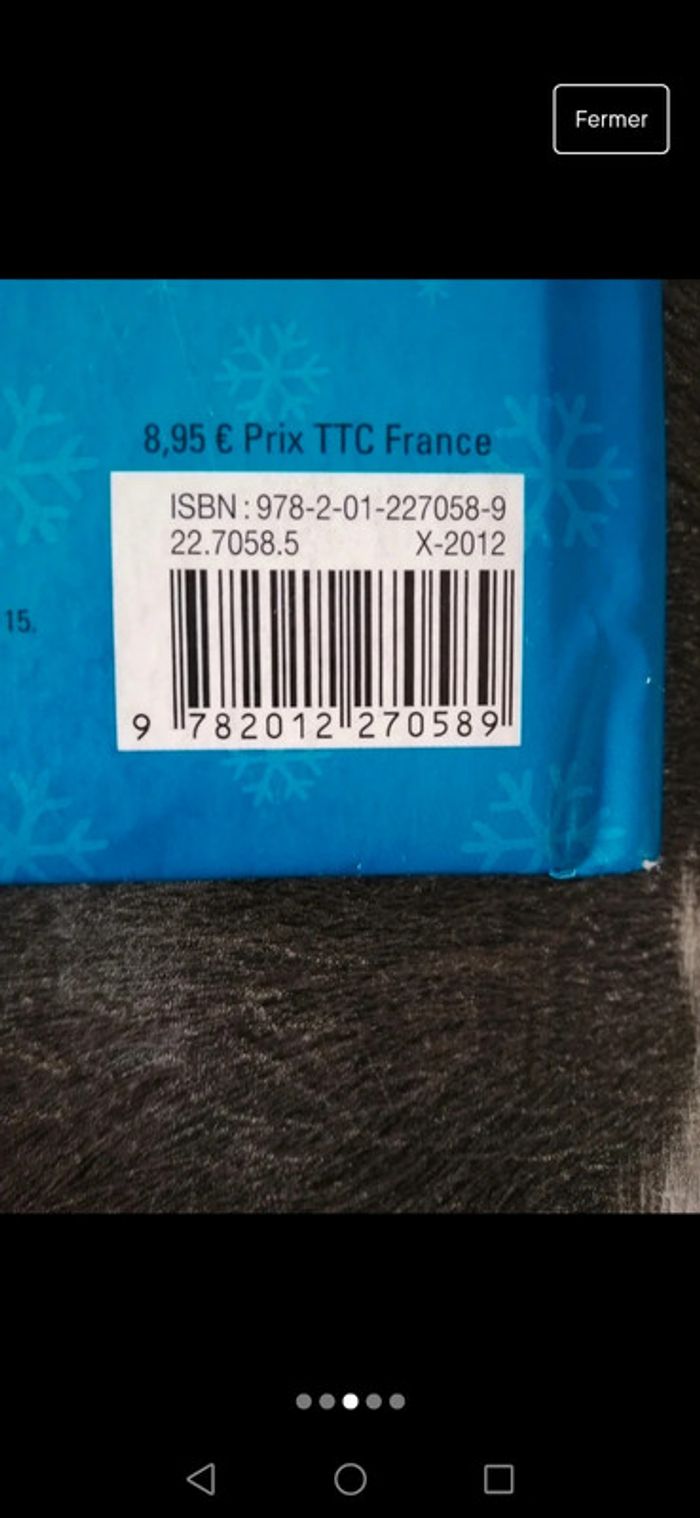 Fermer
8,95 € Prix TTC France
ISBN : 978-2-01-227058-9
22.7058.5 X-2012
15.
9 782012 270589